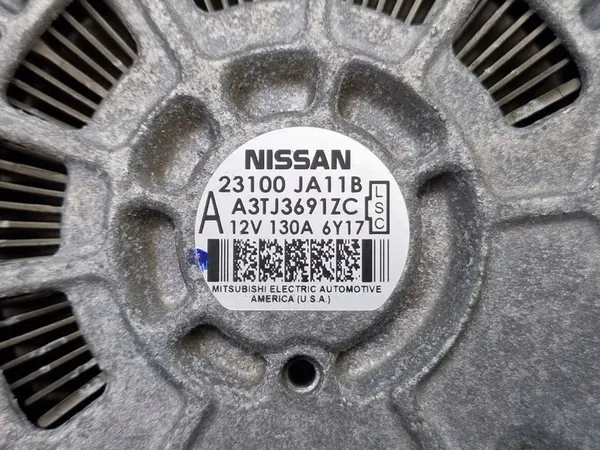 NISSAN
23100 JA11B
A A3TJ3691ZC
12V 130A 6Y17
LSC
MITSUBISHI ELECTRIC AUTOMOTIVE
AMERICA (U.S.A.)